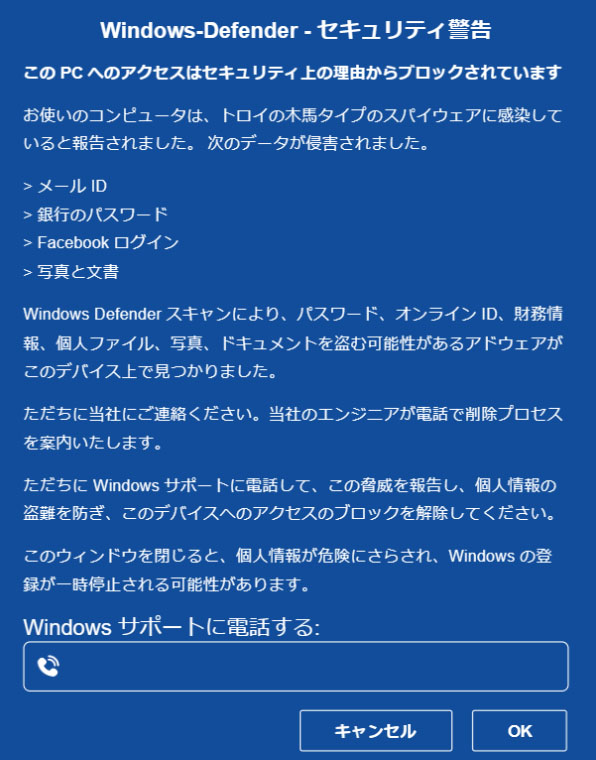 Windows-Defender - セキュリティ警告
この PC へのアクセスはセキュリティ上の理由からブロックされています
お使いのコンピュータは、トロイの木馬タイプのスパイウェアに感染して
いると報告されました。 次のデータが侵害されました。
> メール ID
> 銀行のパスワード
> Facebook ログイン
> 写真と文書
Windows Defender スキャンにより、パスワード、オンライン ID、財務情
報、個人ファイル、写真、ドキュメントを盗む可能性があるアドウェアが
このデバイス上で見つかりました。
ただちに当社にご連絡ください。当社のエンジニアが電話で削除プロセス
を案内いたします。
ただちに Windows サポートに電話して、この脅威を報告し、個人情報の
盗難を防ぎ、このデバイスへのアクセスのブロックを解除してください。
このウィンドウを閉じると、個人情報が危険にさらされ、Windows の登
録が一時停止される可能性があります。
Windows サポートに電話する:
キャンセル
OK